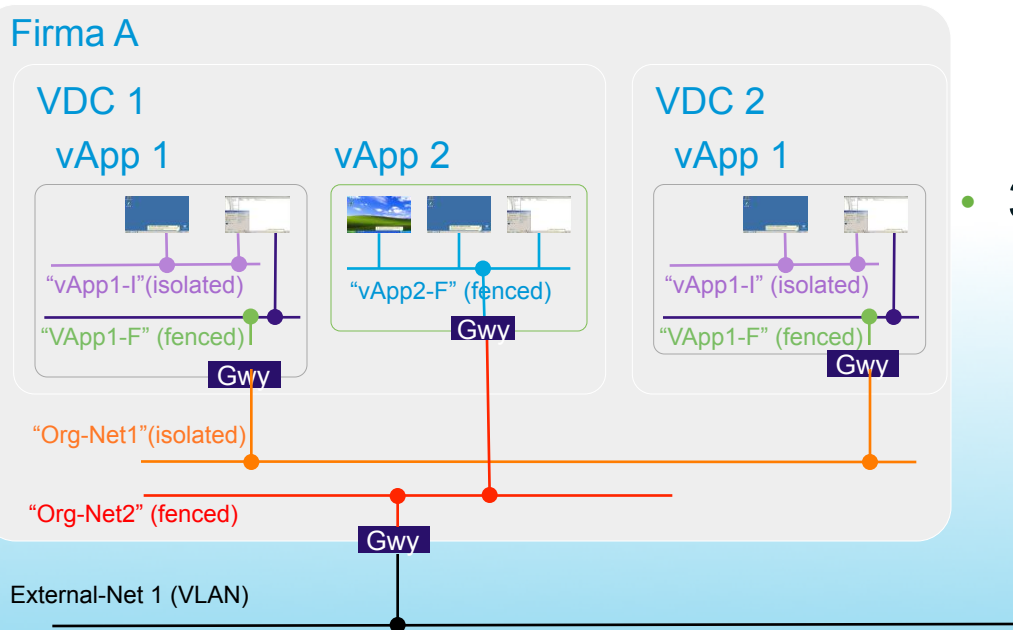 Firma A
VDC 1
VDC 2
vApp 1
vApp 2
vApp 1
“vApp1-I”(isolated)
“vApp2-F” (fenced)
“vApp1-I” (isolated)
“VApp1-F” (fenced)
Gwy
“VApp1-F” (fenced)
Gwy
Gwy
“Org-Net1”(isolated)
“Org-Net2” (fenced)
Gwy
External-Net 1 (VLAN)